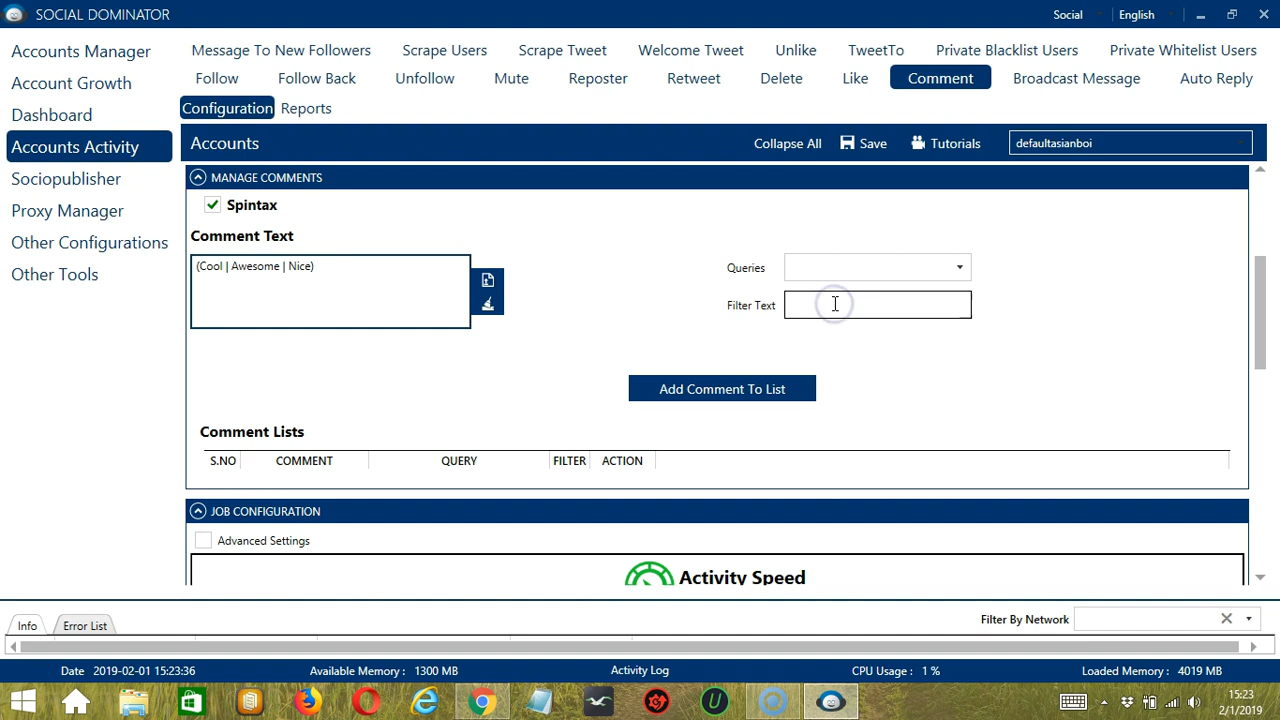 SOCIAL DOMINATOR
Social
English
Accounts Manager
Account Growth
Dashboard
Accounts Activity
Sociopublisher
Proxy Manager
Other Configurations
Other Tools
Message To New Followers Scrape Users Scrape Tweet Welcome Tweet Unlike TweetTo Private Blacklist Users Private Whitelist Users
Follow Follow Back Unfollow Mute Reposter Retweet Delete Like Comment Broadcast Message Auto Reply
Configuration Reports
Accounts Collapse All Save Tutorials defaultasianboi
MANAGE COMMENTS
Spintax
Comment Text
(Cool | Awesome | Nice)
Queries
Filter Text
Add Comment To List
Comment Lists
S.NO COMMENT QUERY FILTER ACTION
JOB CONFIGURATION
Advanced Settings
Activity Speed
Info Error List Filter By Network
Date 2019-02-01 15:23:36 Available Memory : 1300 MB Activity Log CPU Usage : 1 % Loaded Memory : 4019 MB
15:23
2/1/2019